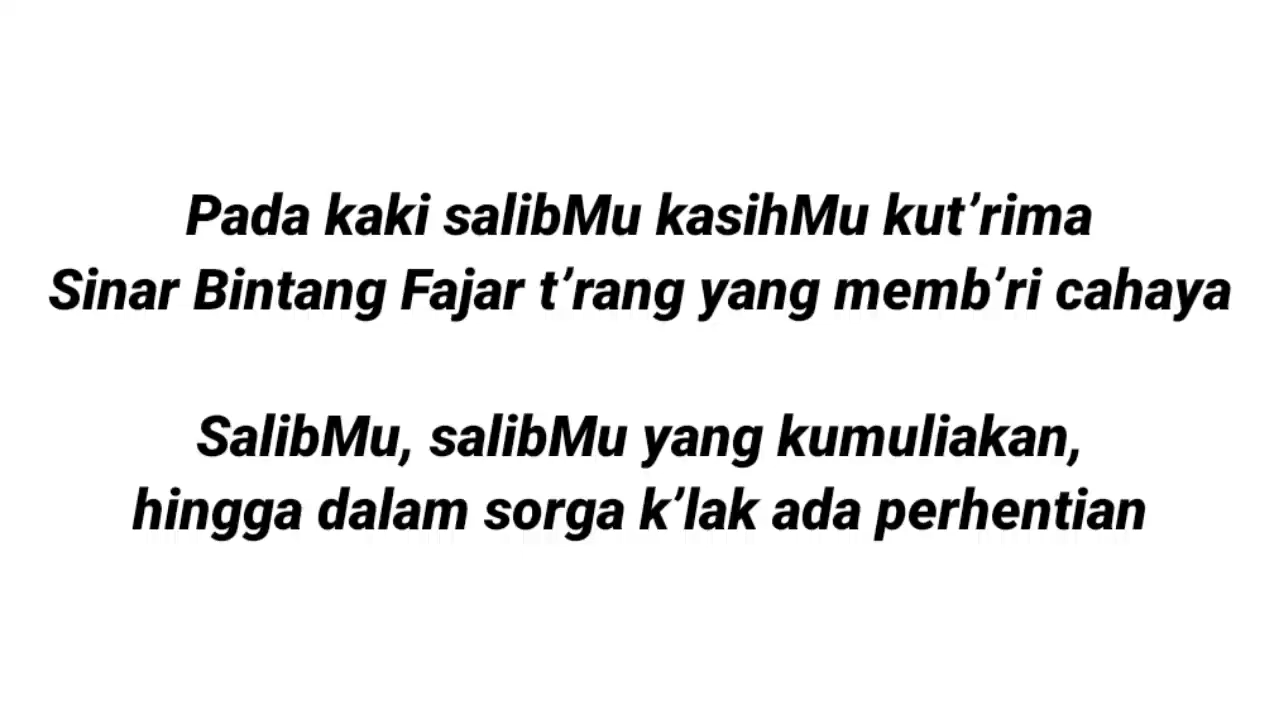 Pada kaki salibMu kasihMu kut’rima
Sinar Bintang Fajar t’rang yang memb’ri cahaya
SalibMu, salibMu yang kumuliakan,
hingga dalam sorga k’lak ada perhentian